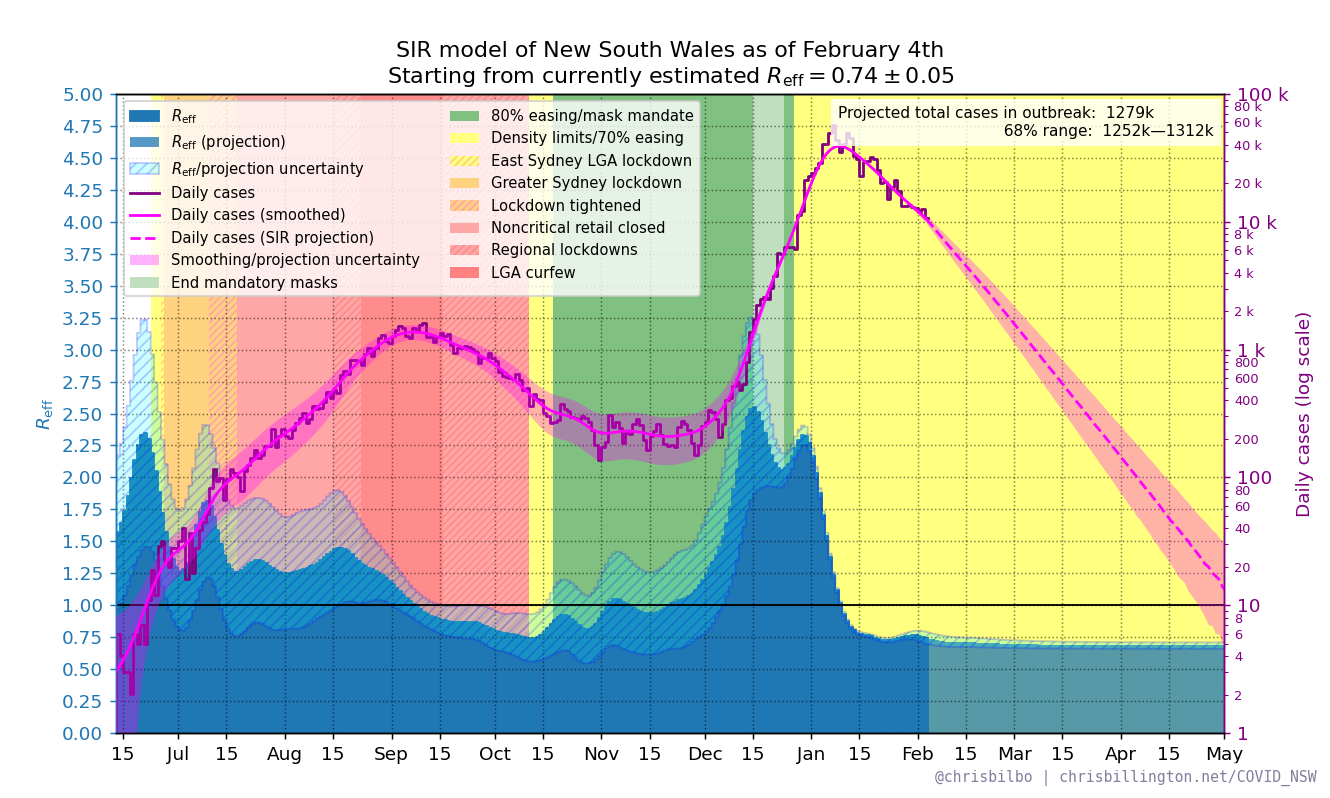 SIR model of New South Wales as of February 4th
Starting from currently estimated R_eff = 0.74 ± 0.05
R_eff
R_eff (projection)
R_eff/projection uncertainty
Daily cases
Daily cases (smoothed)
Daily cases (SIR projection)
Smoothing/projection uncertainty
End mandatory masks
80% easing/mask mandate
Density limits/70% easing
East Sydney LGA lockdown
Greater Sydney lockdown
Lockdown tightened
Noncritical retail closed
Regional lockdowns
LGA curfew
Projected total cases in outbreak: 1279k
68% range: 1252k—1312k
R_eff
5.00
4.75
4.50
4.25
4.00
3.75
3.50
3.25
3.00
2.75
2.50
2.25
2.00
1.75
1.50
1.25
1.00
0.75
0.50
0.25
0.00
100 k
80 k
60 k
40 k
20 k
10 k
8 k
6 k
4 k
2 k
1 k
800
600
400
200
100
80
60
40
20
10
8
6
4
2
1
Daily cases (log scale)
15 Jul 15 Aug 15 Sep 15 Oct 15 Nov 15 Dec 15 Jan 15 Feb 15 Mar 15 Apr 15 May
@chrisbilbo | chrisbillington.net/COVID_NSW